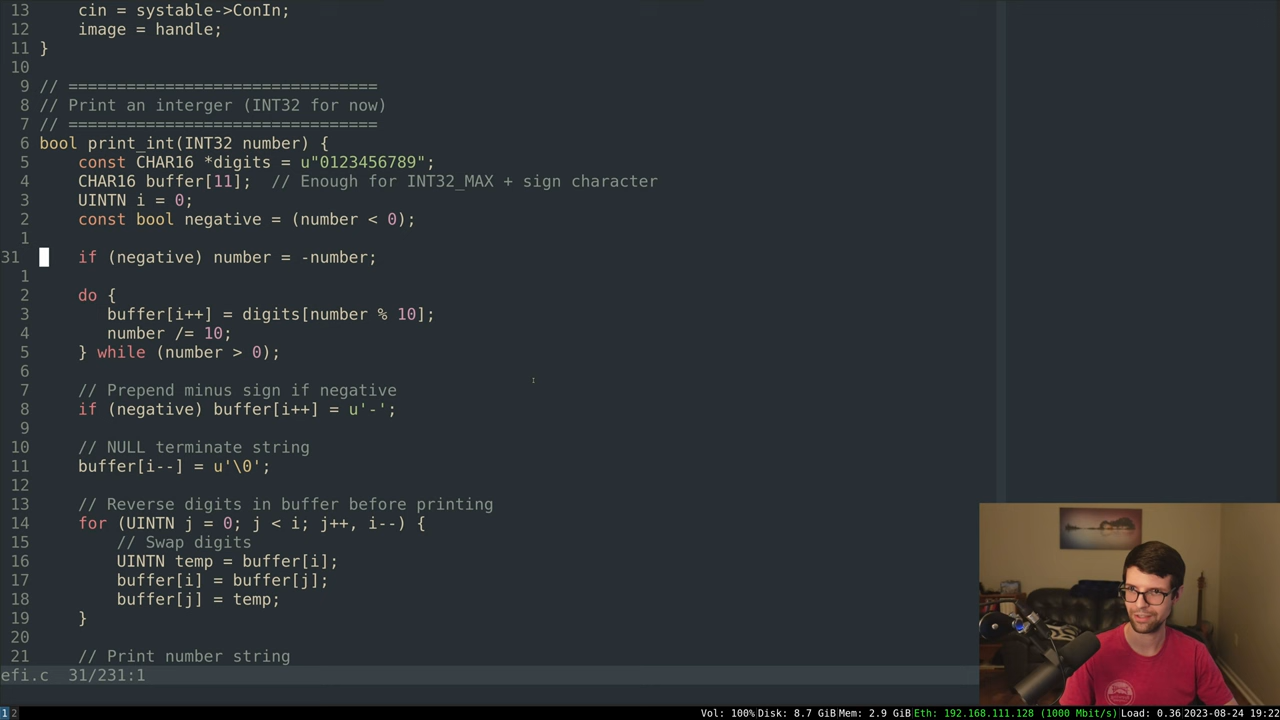 13     cin = systable->ConIn;
12     image = handle;
11 }
10
9 // ================================
8 // Print an interger (INT32 for now)
7 // ================================
6 bool print_int(INT32 number) {
5     const CHAR16 *digits = u"0123456789";
4     CHAR16 buffer[11];  // Enough for INT32_MAX + sign character
3     UINTN i = 0;
2     const bool negative = (number < 0);
1
31     if (negative) number = -number;
1
2     do {
3        buffer[i++] = digits[number % 10];
4        number /= 10;
5     } while (number > 0);
6
7     // Prepend minus sign if negative
8     if (negative) buffer[i++] = u'-';
9
10     // NULL terminate string
11     buffer[i--] = u'\0';
12
13     // Reverse digits in buffer before printing
14     for (UINTN j = 0; j < i; j++, i--) {
15         // Swap digits
16         UINTN temp = buffer[i];
17         buffer[i] = buffer[j];
18         buffer[j] = temp;
19     }
20
21     // Print number string
efi.c  31/231:1
1 2 Vol: 100% Disk: 8.7 GiB Mem: 2.9 GiB Eth: 192.168.111.128 (1000 Mbit/s) Load: 0.36 2023-08-24 19:22